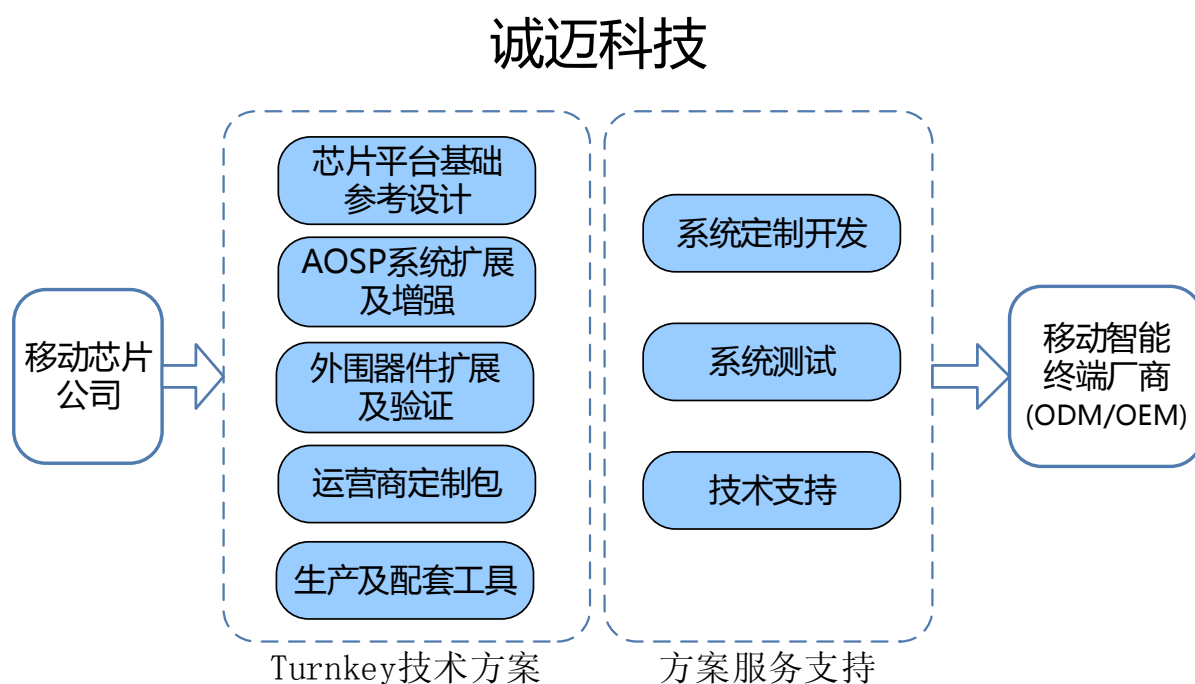 诚迈科技
移动芯片
公司
芯片平台基础
参考设计
AOSP系统扩展
及增强
外围器件扩展
及验证
运营商定制包
生产及配套工具
Turnkey技术方案
系统定制开发
系统测试
技术支持
方案服务支持
移动智能
终端厂商
(ODM/OEM)